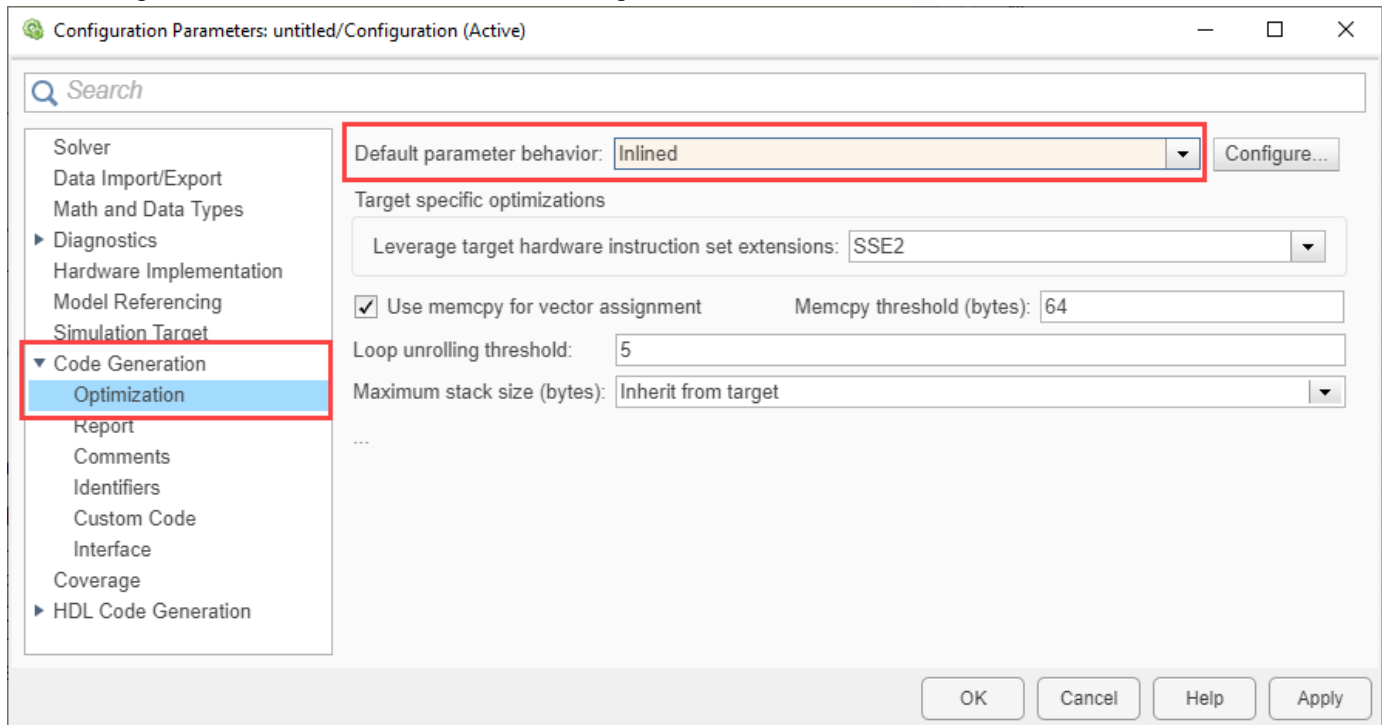 Configuration Parameters: untitled/Configuration (Active)
Search
Solver
Data Import/Export
Math and Data Types
Diagnostics
Hardware Implementation
Model Referencing
Simulation Target
Code Generation
Optimization
Report
Comments
Identifiers
Custom Code
Interface
Coverage
HDL Code Generation
Default parameter behavior: Inlined Configure...
Target specific optimizations
Leverage target hardware instruction set extensions: SSE2
Use memcpy for vector assignment Memcpy threshold (bytes): 64
Loop unrolling threshold: 5
Maximum stack size (bytes): Inherit from target
...
OK Cancel Help Apply